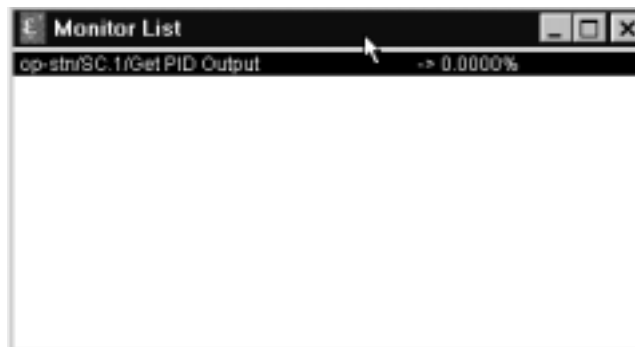 Monitor List
op-stn/SC.1/Get PID Output -> 0.0000%